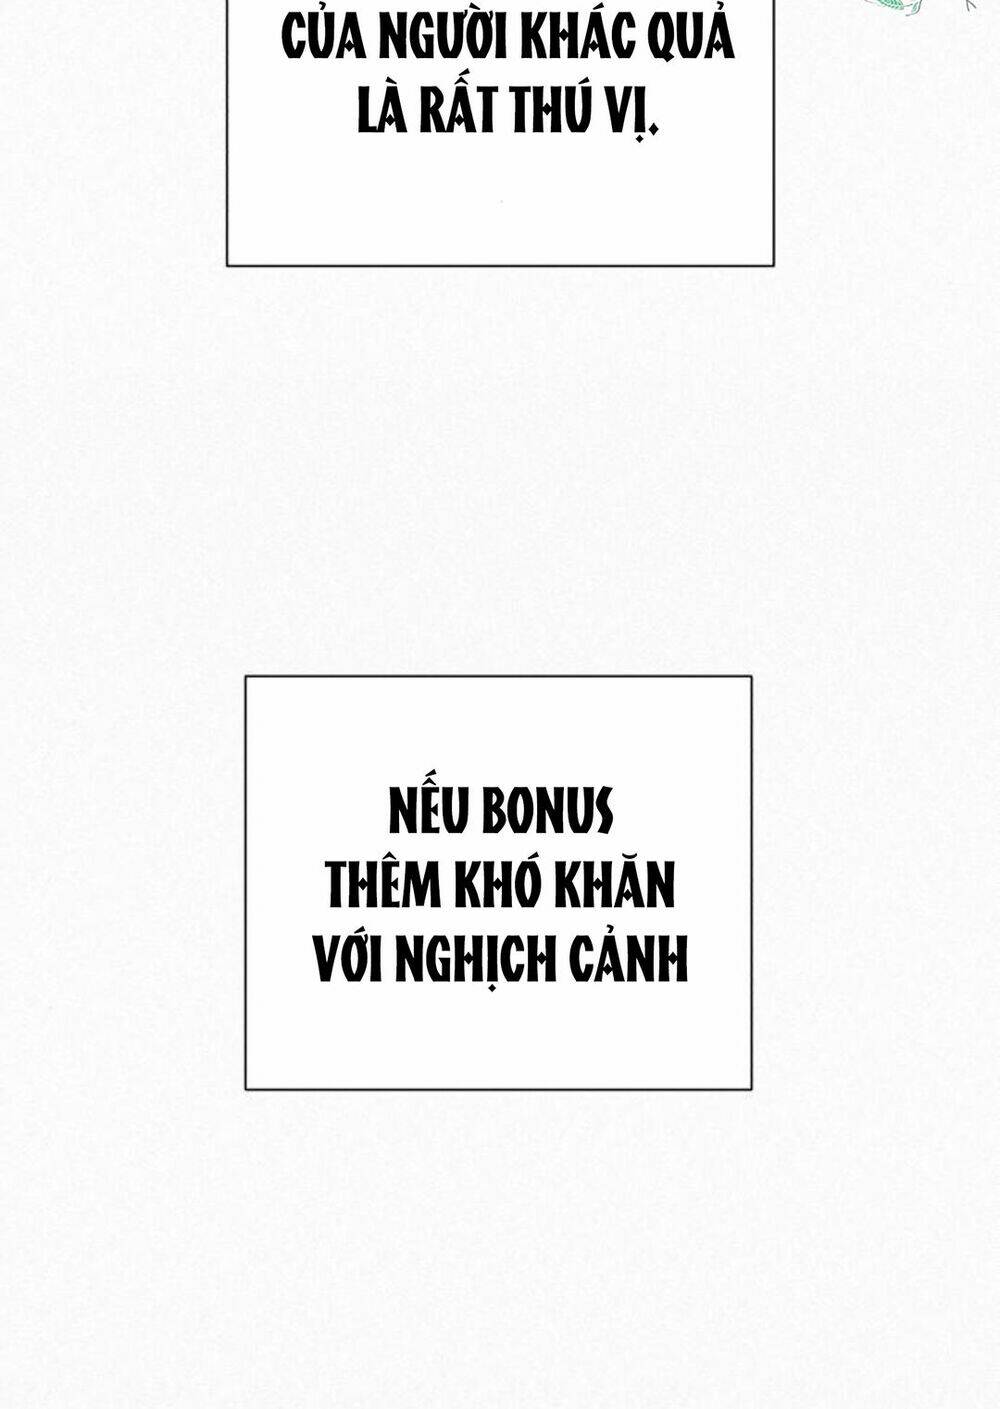 CỦA NGƯỜI KHÁC QUẢ
LÀ RẤT THÚ VỊ.
NẾU BONUS
THÊM KHÓ KHĂN
VỚI NGHỊCH CẢNH